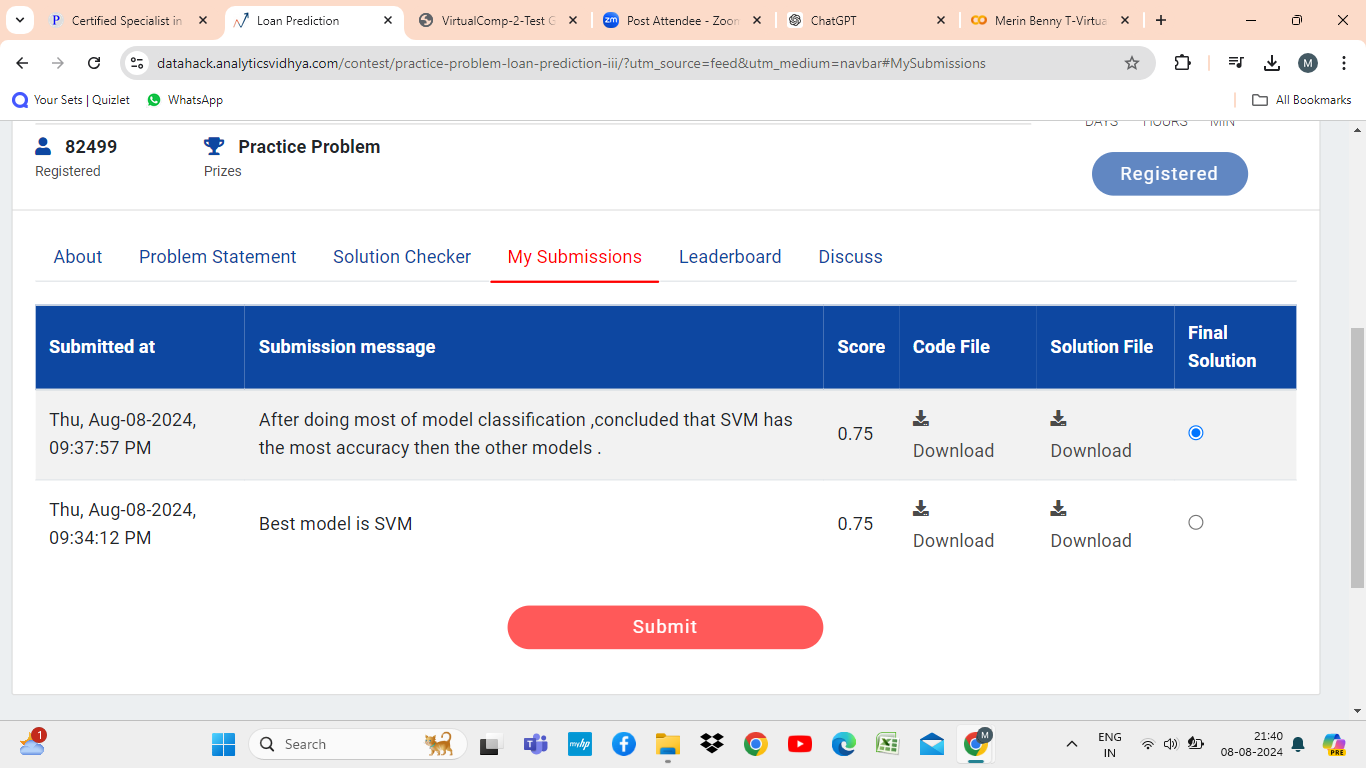 Certified Specialist in
Loan Prediction
VirtualComp-2-Test G
Post Attendee - Zoom
ChatGPT
Merin Benny T-Virtua
datahack.analyticsvidhya.com/contest/practice-problem-loan-prediction-iii/?utm_source=feed&utm_medium=navbar#MySubmissions
M
Your Sets | Quizlet
WhatsApp
All Bookmarks
DAYS HOURS MIN
82499
Registered
Practice Problem
Prizes
Registered
About
Problem Statement
Solution Checker
My Submissions
Leaderboard
Discuss
Submitted at
Submission message
Score
Code File
Solution File
Final
Solution
Thu, Aug-08-2024,
09:37:57 PM
After doing most of model classification ,concluded that SVM has
the most accuracy then the other models .
0.75
Download
Download
Thu, Aug-08-2024,
09:34:12 PM
Best model is SVM
0.75
Download
Download
Submit
1
Search
myhp
M
ENG
IN
21:40
08-08-2024
PRE